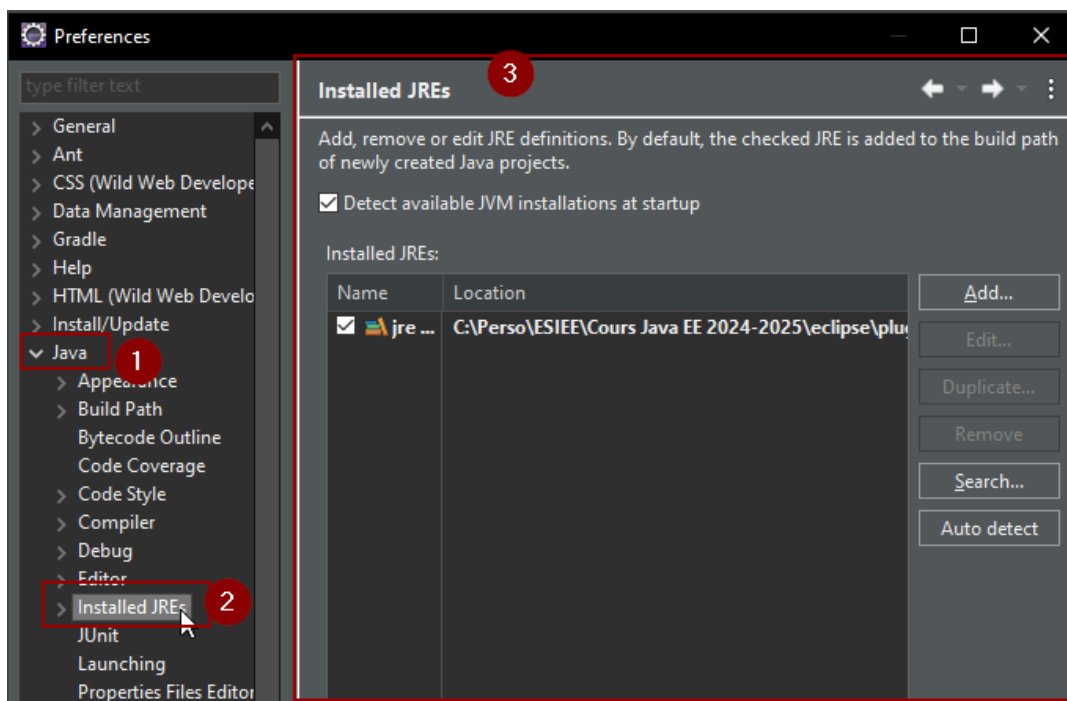 Preferences
type filter text
General
Ant
CSS (Wild Web Develope
Data Management
Gradle
Help
HTML (Wild Web Develo
Install/Update
Java
1
Appearance
Build Path
Bytecode Outline
Code Coverage
Code Style
Compiler
Debug
Editor
Installed JREs
2
JUnit
Launching
Properties Files Editor
3
Installed JREs
Add, remove or edit JRE definitions. By default, the checked JRE is added to the build path
of newly created Java projects.
Detect available JVM installations at startup
Installed JREs:
Name Location
jre ... C:\Perso\ESIEE\Cours Java EE 2024-2025\eclipse\plu
Add...
Edit...
Duplicate...
Remove
Search...
Auto detect